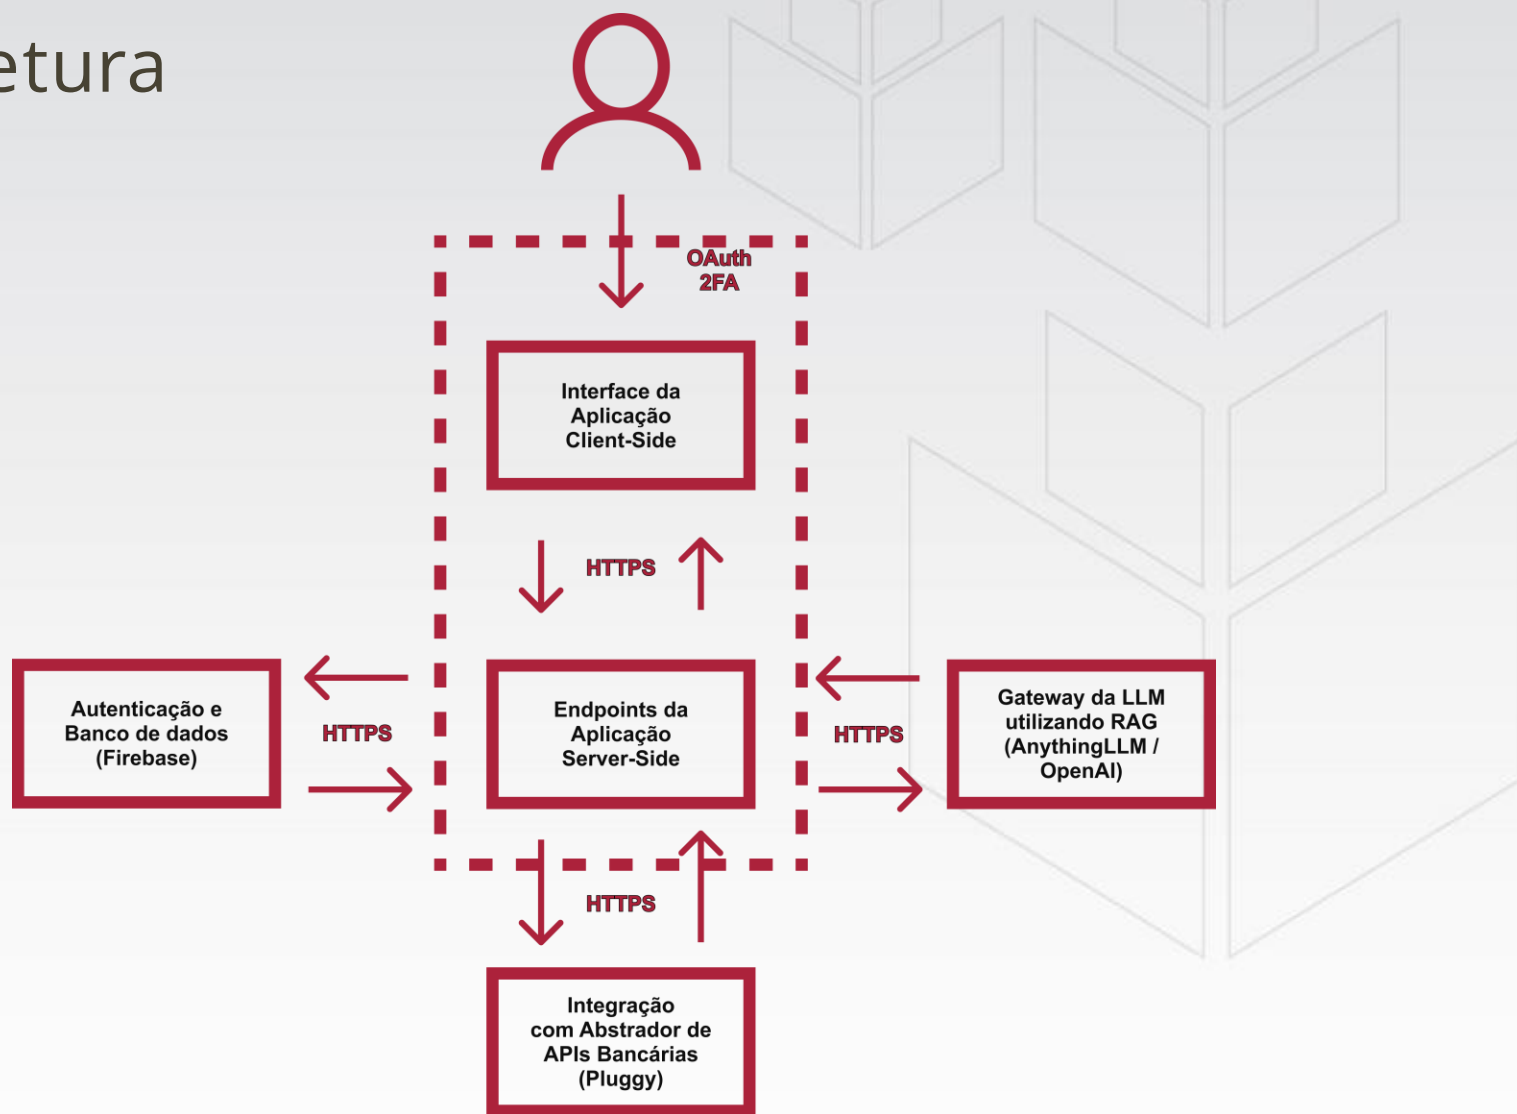 etura
OAuth
2FA
Interface da
Aplicação
Client-Side
HTTPS
Autenticação e
Banco de dados
(Firebase)
HTTPS
Endpoints da
Aplicação
Server-Side
HTTPS
Gateway da LLM
utilizando RAG
(AnythingLLM /
OpenAI)
HTTPS
Integração
com Abstrador de
APIs Bancárias
(Pluggy)